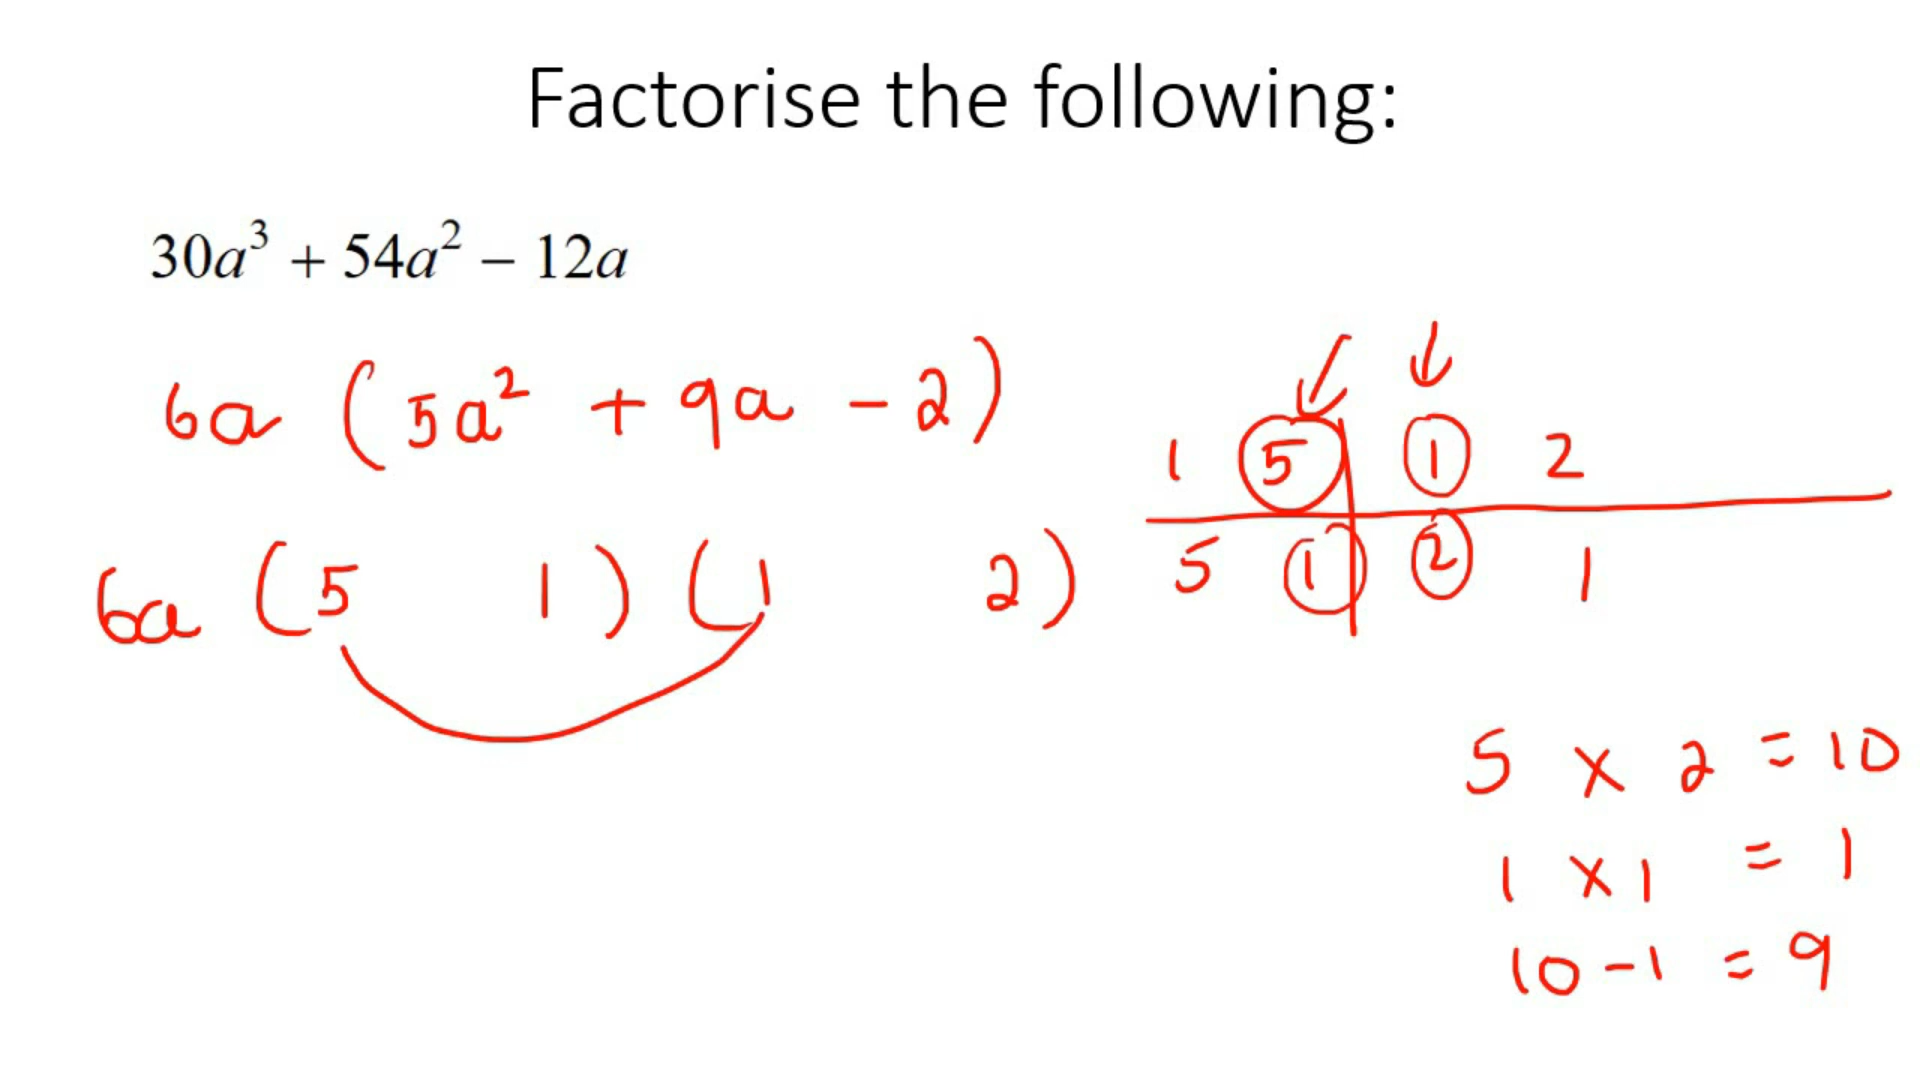 Factorise the following:
30a³ + 54a² − 12a
6a (5a² + 9a − 2)
1 5 1 2
5 1 2 1
6a (5 1) (1 2)
5 × 2 = 10
1 × 1 = 1
10 − 1 = 9